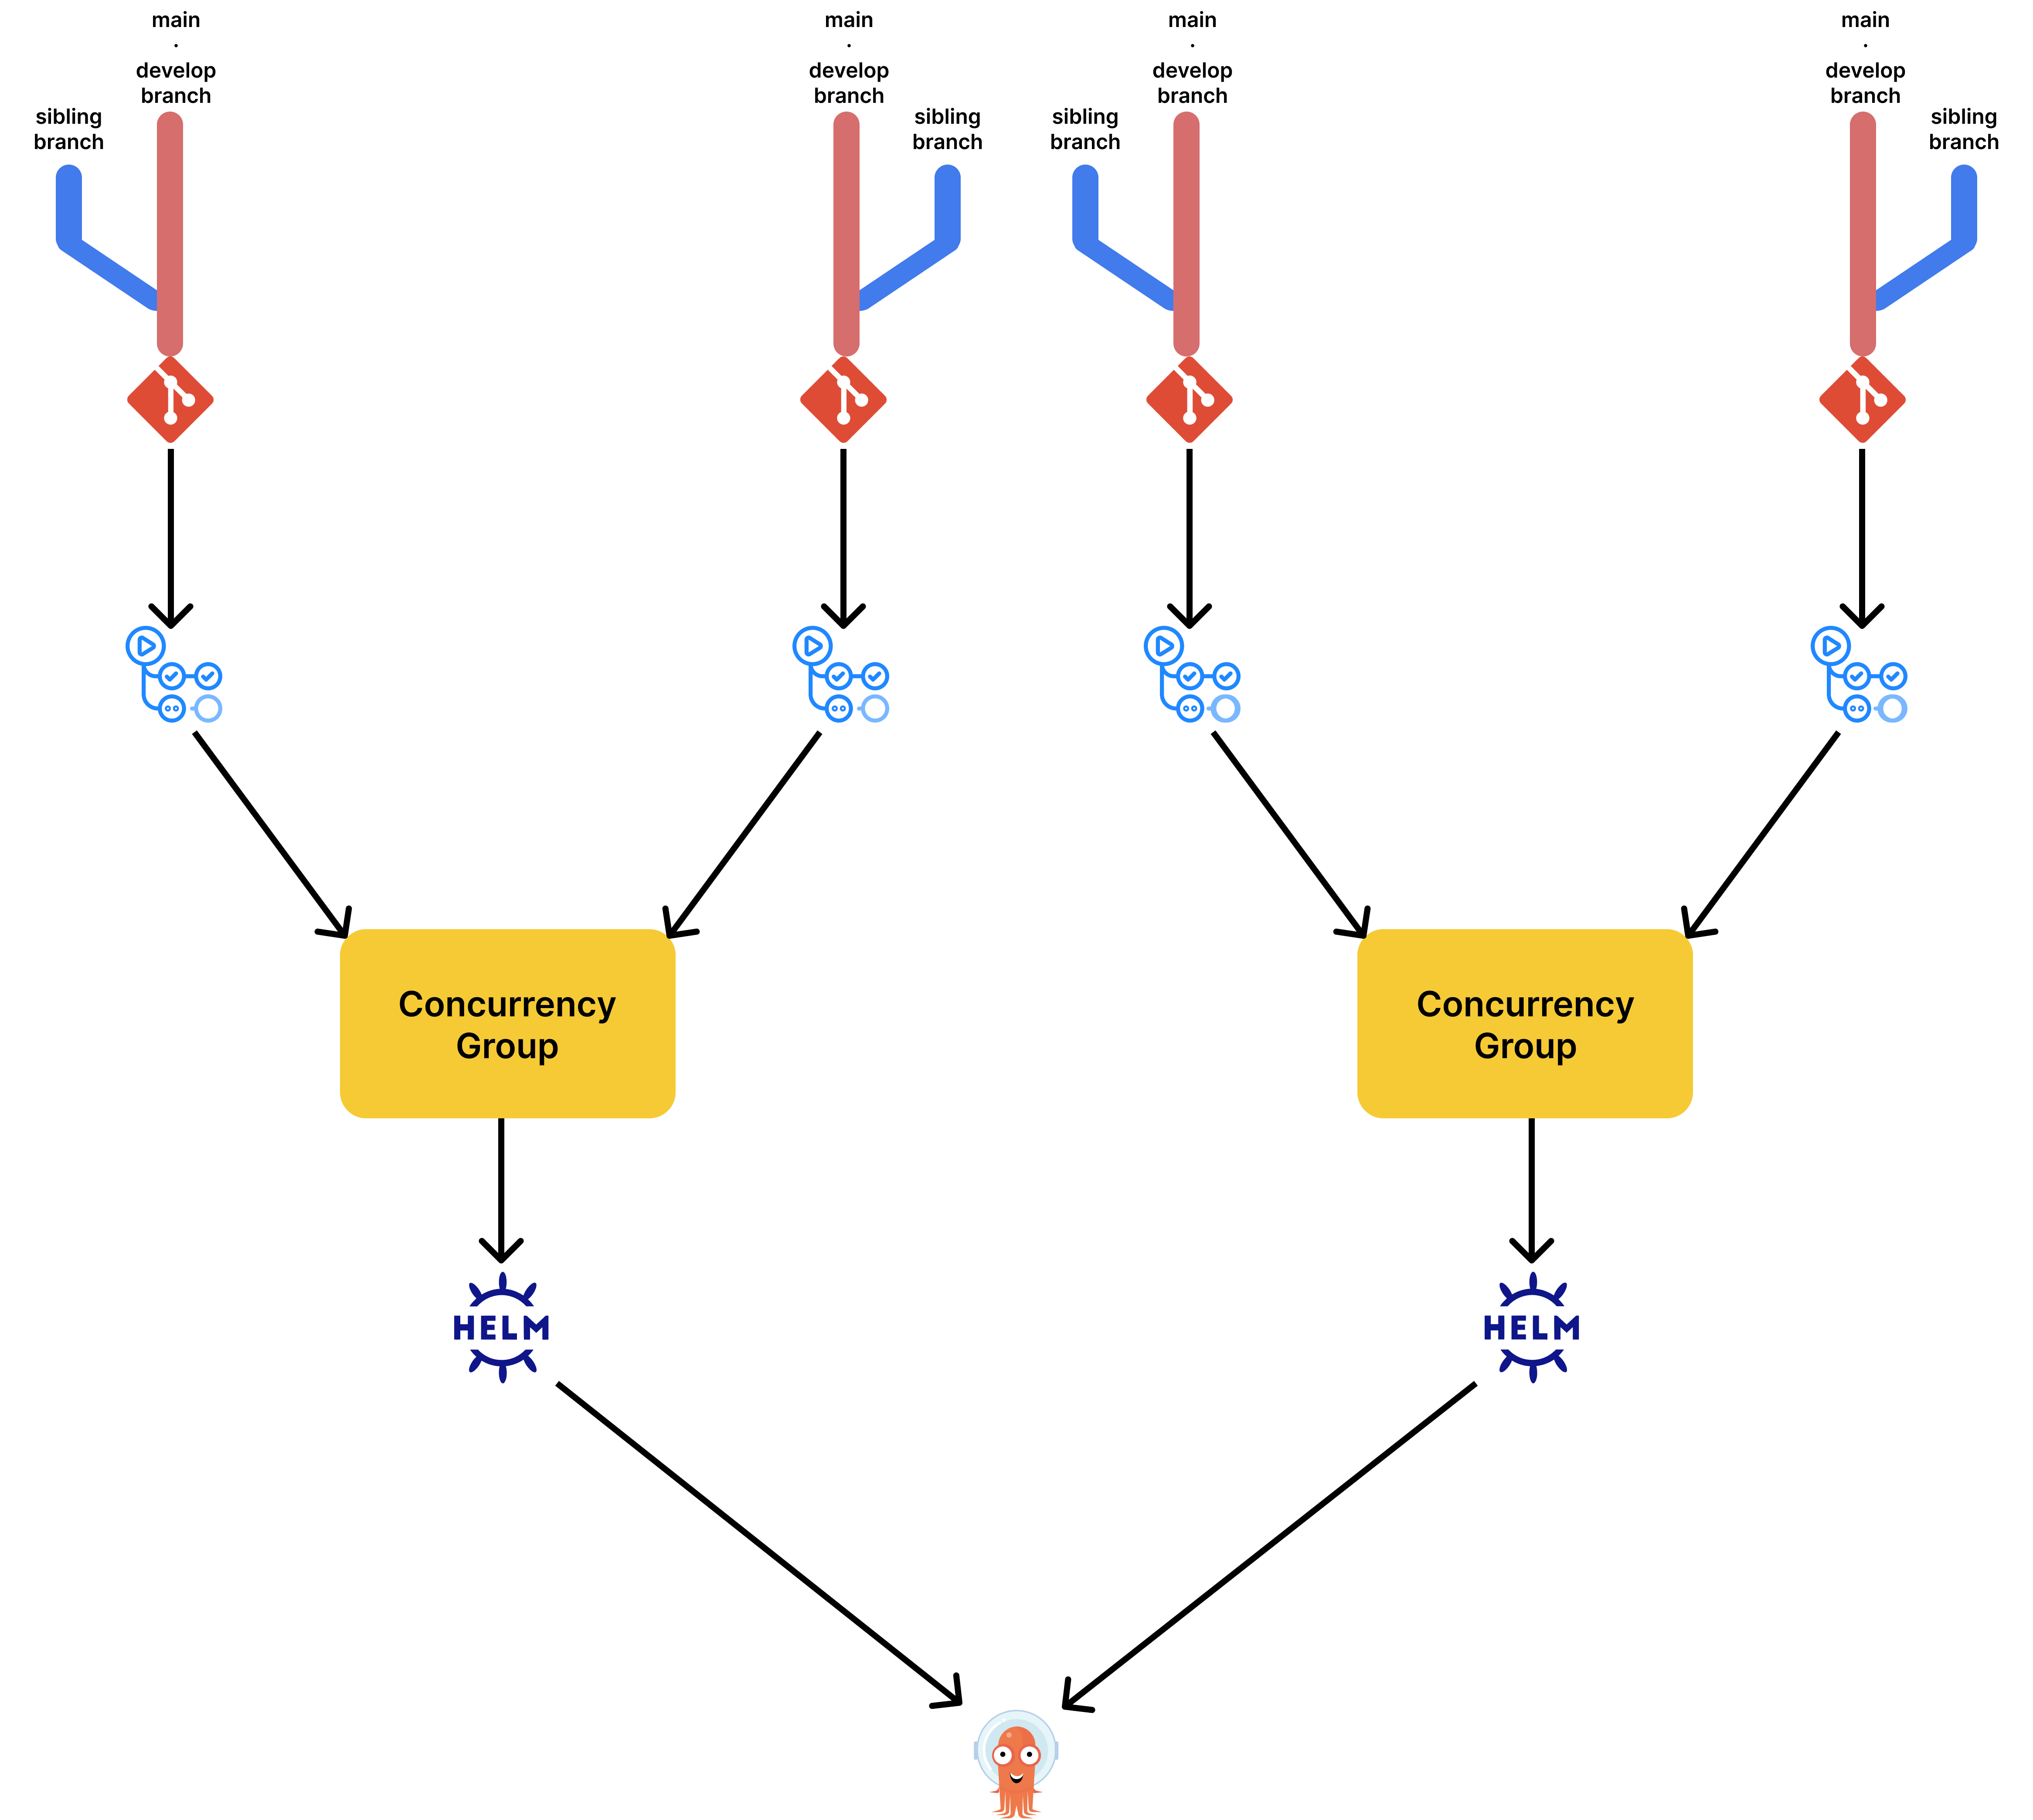 main
·
develop
branch
sibling
branch
main
·
develop
branch
sibling
branch
main
·
develop
branch
sibling
branch
main
·
develop
branch
sibling
branch
Concurrency
Group
Concurrency
Group
HELM
HELM